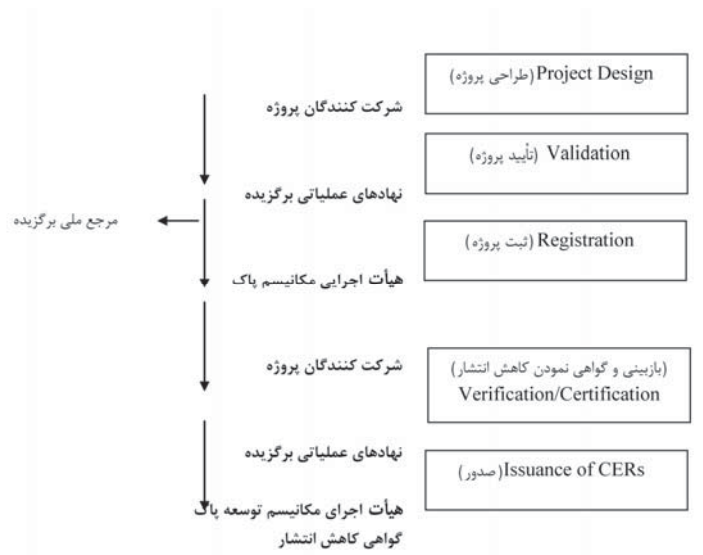 Project Design (طراحی پروژه)
شرکت کنندگان پروژه
Validation (تأیید پروژه)
نهادهای عملیاتی برگزیده
مرجع ملی برگزیده
Registration (ثبت پروژه)
هیأت اجرایی مکانیسم پاک
شرکت کنندگان پروژه
(بازبینی و گواهی نمودن کاهش انتشار)
Verification/Certification
نهادهای عملیاتی برگزیده
Issuance of CERs (صدور)
هیأت اجرای مکانیسم توسعه پاک
گواهی کاهش انتشار